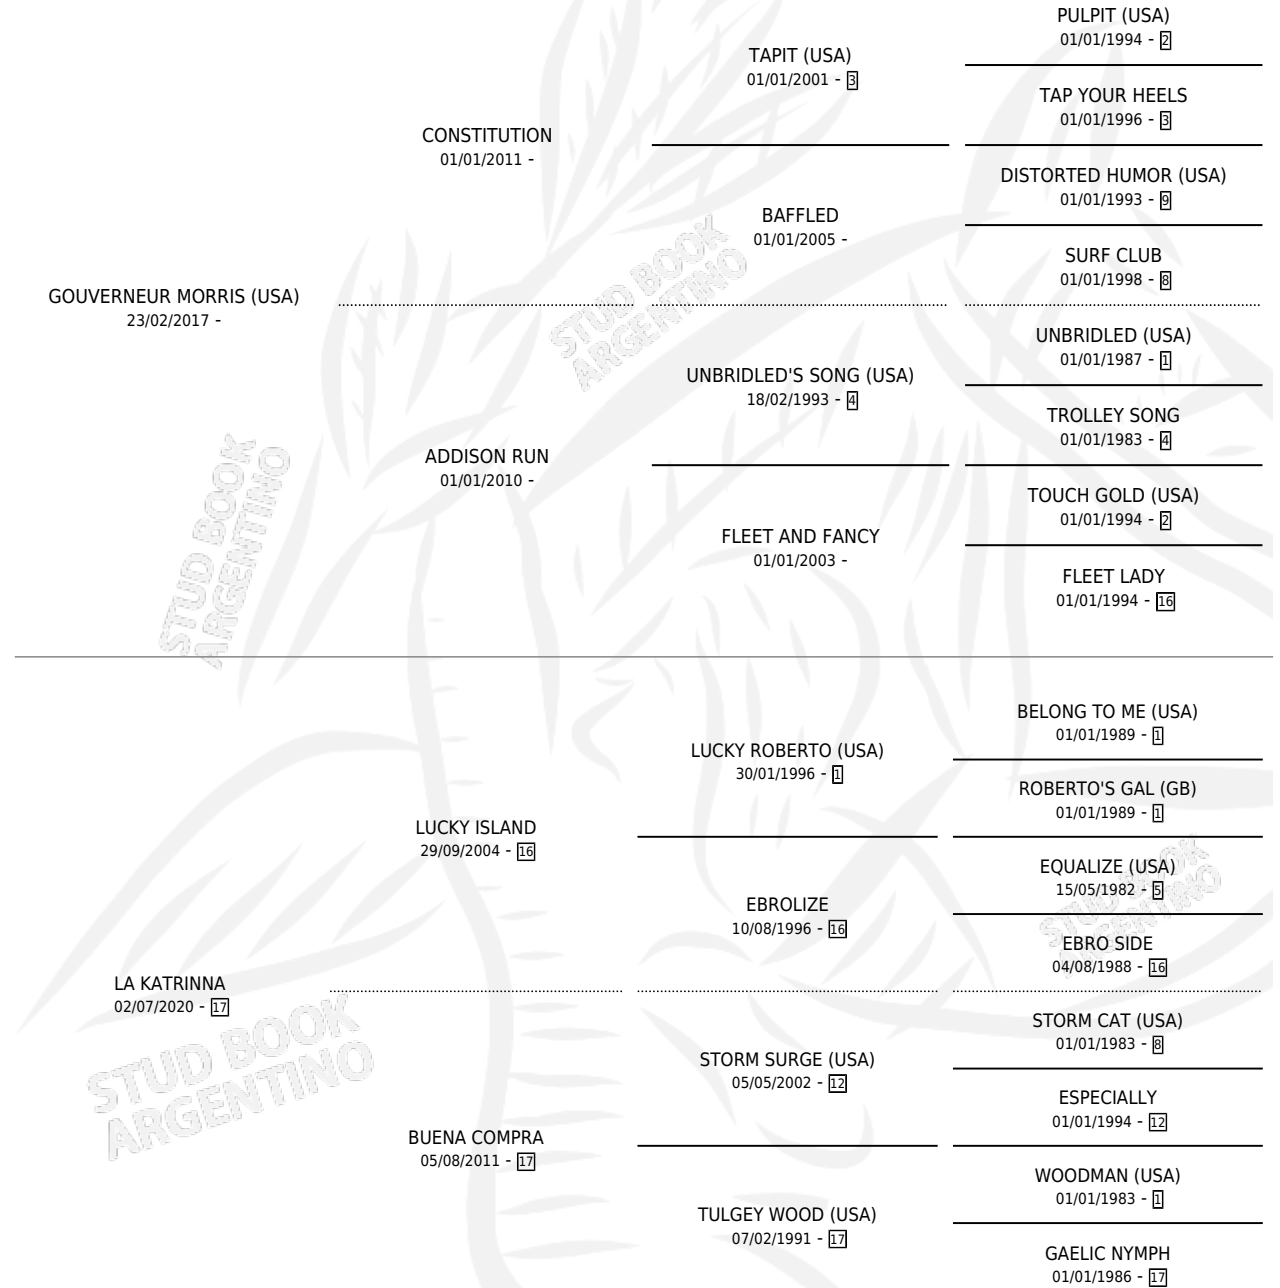 PULPIT (USA)
01/01/1994 - 2
TAPIT (USA)
01/01/2001 - 3
TAP YOUR HEELS
01/01/1996 - 3
CONSTITUTION
01/01/2011 -
DISTORTED HUMOR (USA)
01/01/1993 - 9
BAFFLED
01/01/2005 -
SURF CLUB
01/01/1998 - 8
STUD BOOK
ARGENTINO
GOUVERNEUR MORRIS (USA)
23/02/2017 -
UNBRIDLED (USA)
01/01/1987 - 1
UNBRIDLED'S SONG (USA)
18/02/1993 - 4
TROLLEY SONG
01/01/1983 - 4
ADDISON RUN
01/01/2010 -
TOUCH GOLD (USA)
01/01/1994 - 2
FLEET AND FANCY
01/01/2003 -
FLEET LADY
01/01/1994 - 16
STUD BOOK
ARGENTINO
BELONG TO ME (USA)
01/01/1989 - 1
LUCKY ROBERTO (USA)
30/01/1996 - 1
ROBERTO'S GAL (GB)
01/01/1989 - 1
LUCKY ISLAND
29/09/2004 - 16
EQUALIZE (USA)
15/05/1982 - 5
EBROLIZE
10/08/1996 - 16
EBRO SIDE
04/08/1988 - 16
STUD BOOK
ARGENTINO
LA KATRINNA
02/07/2020 - 17
STORM CAT (USA)
01/01/1983 - 8
STORM SURGE (USA)
05/05/2002 - 12
ESPECIALLY
01/01/1994 - 12
STUD BOOK
ARGENTINO
BUENA COMPRA
05/08/2011 - 17
WOODMAN (USA)
01/01/1983 - 1
TULGEY WOOD (USA)
07/02/1991 - 17
GAELIC NYMPH
01/01/1986 - 17